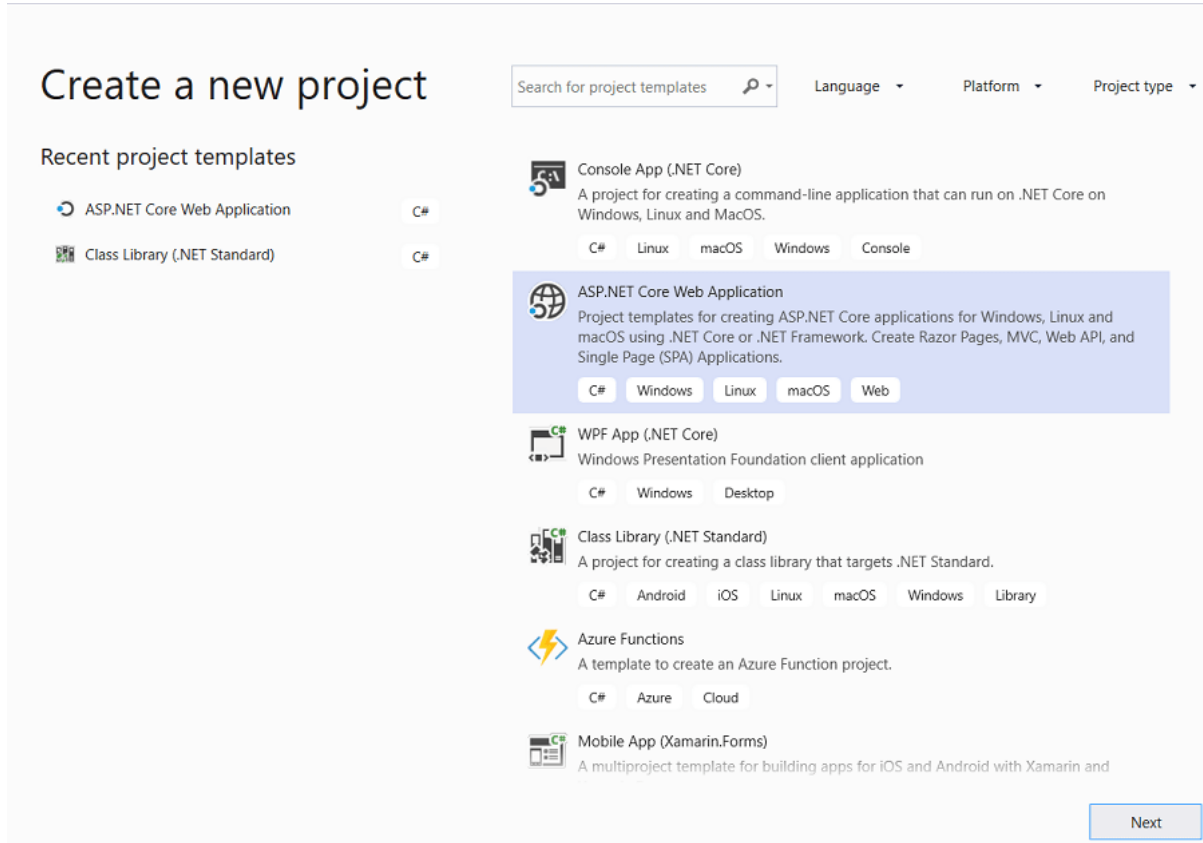 Create a new project
Search for project templates
Language
Platform
Project type
Recent project templates
ASP.NET Core Web Application
C#
Class Library (.NET Standard)
C#
Console App (.NET Core)
A project for creating a command-line application that can run on .NET Core on
Windows, Linux and MacOS.
C# Linux macOS Windows Console
ASP.NET Core Web Application
Project templates for creating ASP.NET Core applications for Windows, Linux and
macOS using .NET Core or .NET Framework. Create Razor Pages, MVC, Web API, and
Single Page (SPA) Applications.
C# Windows Linux macOS Web
WPF App (.NET Core)
Windows Presentation Foundation client application
C# Windows Desktop
Class Library (.NET Standard)
A project for creating a class library that targets .NET Standard.
C# Android iOS Linux macOS Windows Library
Azure Functions
A template to create an Azure Function project.
C# Azure Cloud
Mobile App (Xamarin.Forms)
A multiproject template for building apps for iOS and Android with Xamarin and
Next